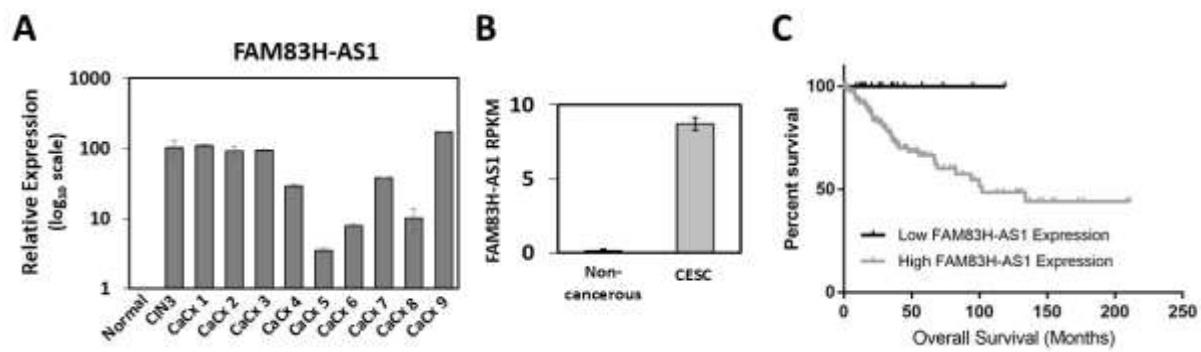 A
FAM83H-AS1
Relative Expression
(log₁₀ scale)
1000
100
10
1
Normal
CIN3
CaCx 1
CaCx 2
CaCx 3
CaCx 4
CaCx 5
CaCx 6
CaCx 7
CaCx 8
CaCx 9
B
FAM83H-AS1 RPKM
10
5
0
Non-
cancerous
CESC
C
Percent survival
100
50
0
Low FAM83H-AS1 Expression
High FAM83H-AS1 Expression
0 50 100 150 200 250
Overall Survival (Months)